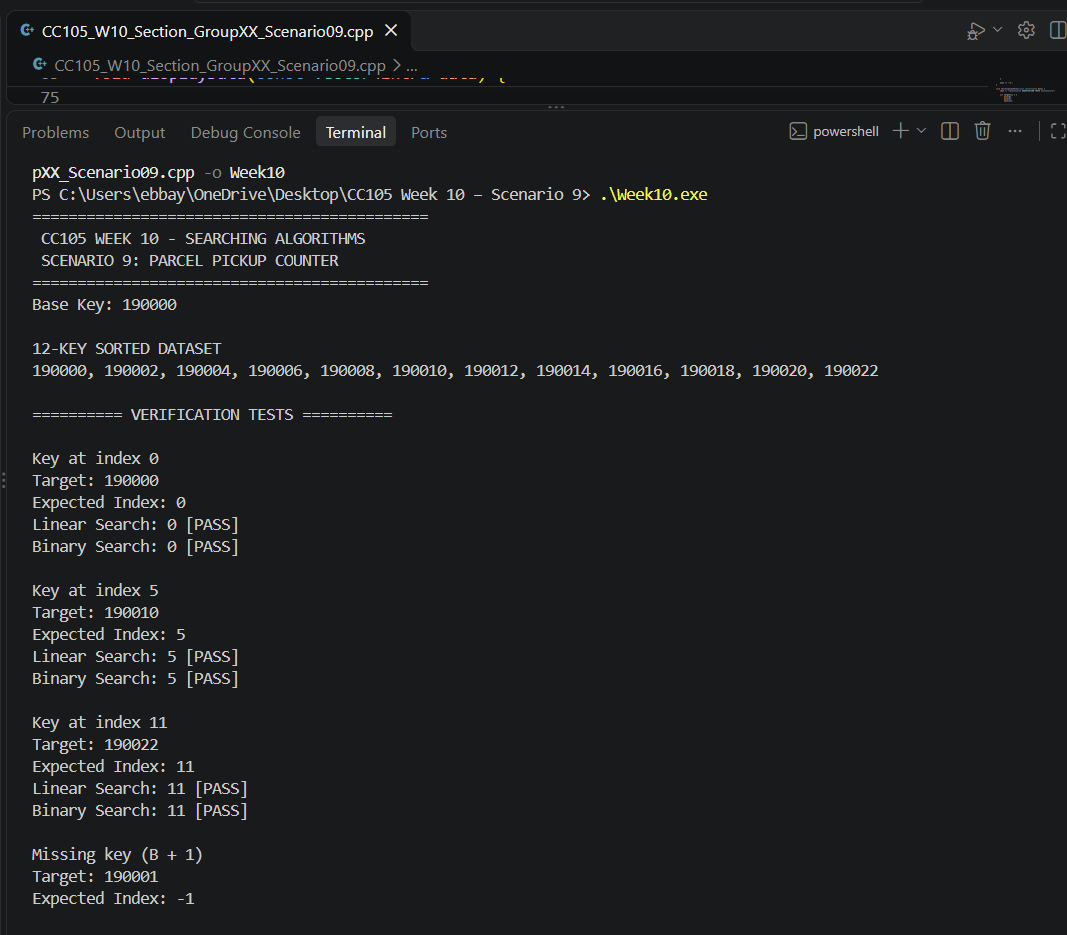 CC105_W10_Section_GroupXX_Scenario09.cpp
CC105_W10_Section_GroupXX_Scenario09.cpp > ...
75
Problems Output Debug Console Terminal Ports powershell
pXX_Scenario09.cpp -o Week10
PS C:\Users\ebbay\OneDrive\Desktop\CC105 Week 10 – Scenario 9> .\Week10.exe
============================================
CC105 WEEK 10 - SEARCHING ALGORITHMS
SCENARIO 9: PARCEL PICKUP COUNTER
============================================
Base Key: 190000
12-KEY SORTED DATASET
190000, 190002, 190004, 190006, 190008, 190010, 190012, 190014, 190016, 190018, 190020, 190022
========== VERIFICATION TESTS ==========
Key at index 0
Target: 190000
Expected Index: 0
Linear Search: 0 [PASS]
Binary Search: 0 [PASS]
Key at index 5
Target: 190010
Expected Index: 5
Linear Search: 5 [PASS]
Binary Search: 5 [PASS]
Key at index 11
Target: 190022
Expected Index: 11
Linear Search: 11 [PASS]
Binary Search: 11 [PASS]
Missing key (B + 1)
Target: 190001
Expected Index: -1